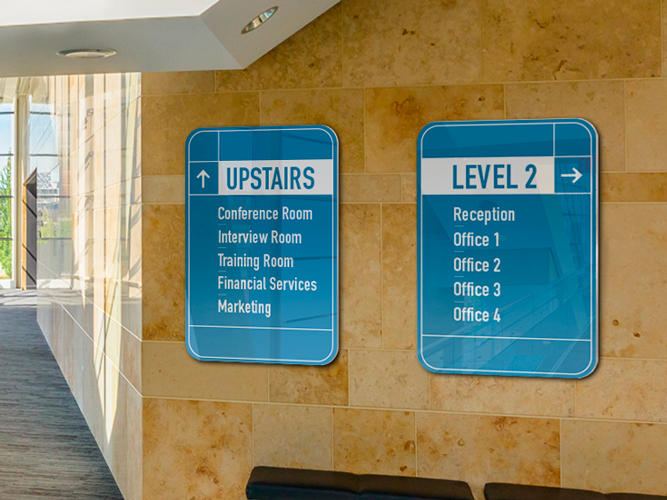 ↑ UPSTAIRS
Conference Room
Interview Room
Training Room
Financial Services
Marketing
LEVEL 2 →
Reception
Office 1
Office 2
Office 3
Office 4